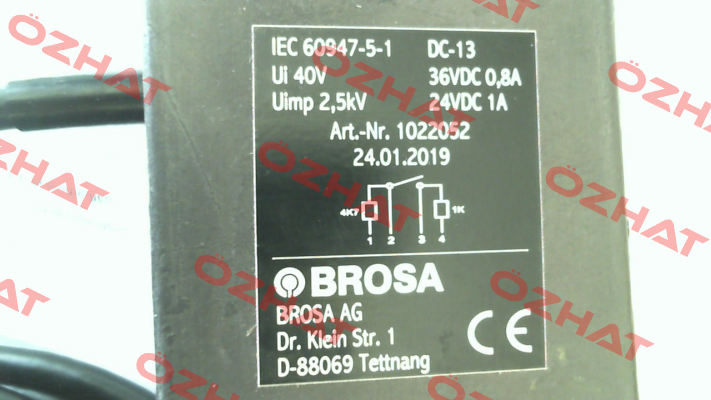 IEC 60947-5-1 DC-13
Ui 40V 36VDC 0,8A
Uimp 2,5kV 24VDC 1A
Art.-Nr. 1022052
24.01.2019
4K7 1K
1 2 3 4
BROSA
BROSA AG
Dr. Klein Str. 1
D-88069 Tettnang
CE
ÖZHAT
ÖZHAT
ÖZHAT
ÖZHAT
ÖZHAT
ÖZHAT
ÖZHAT
ÖZHAT
ÖZHAT